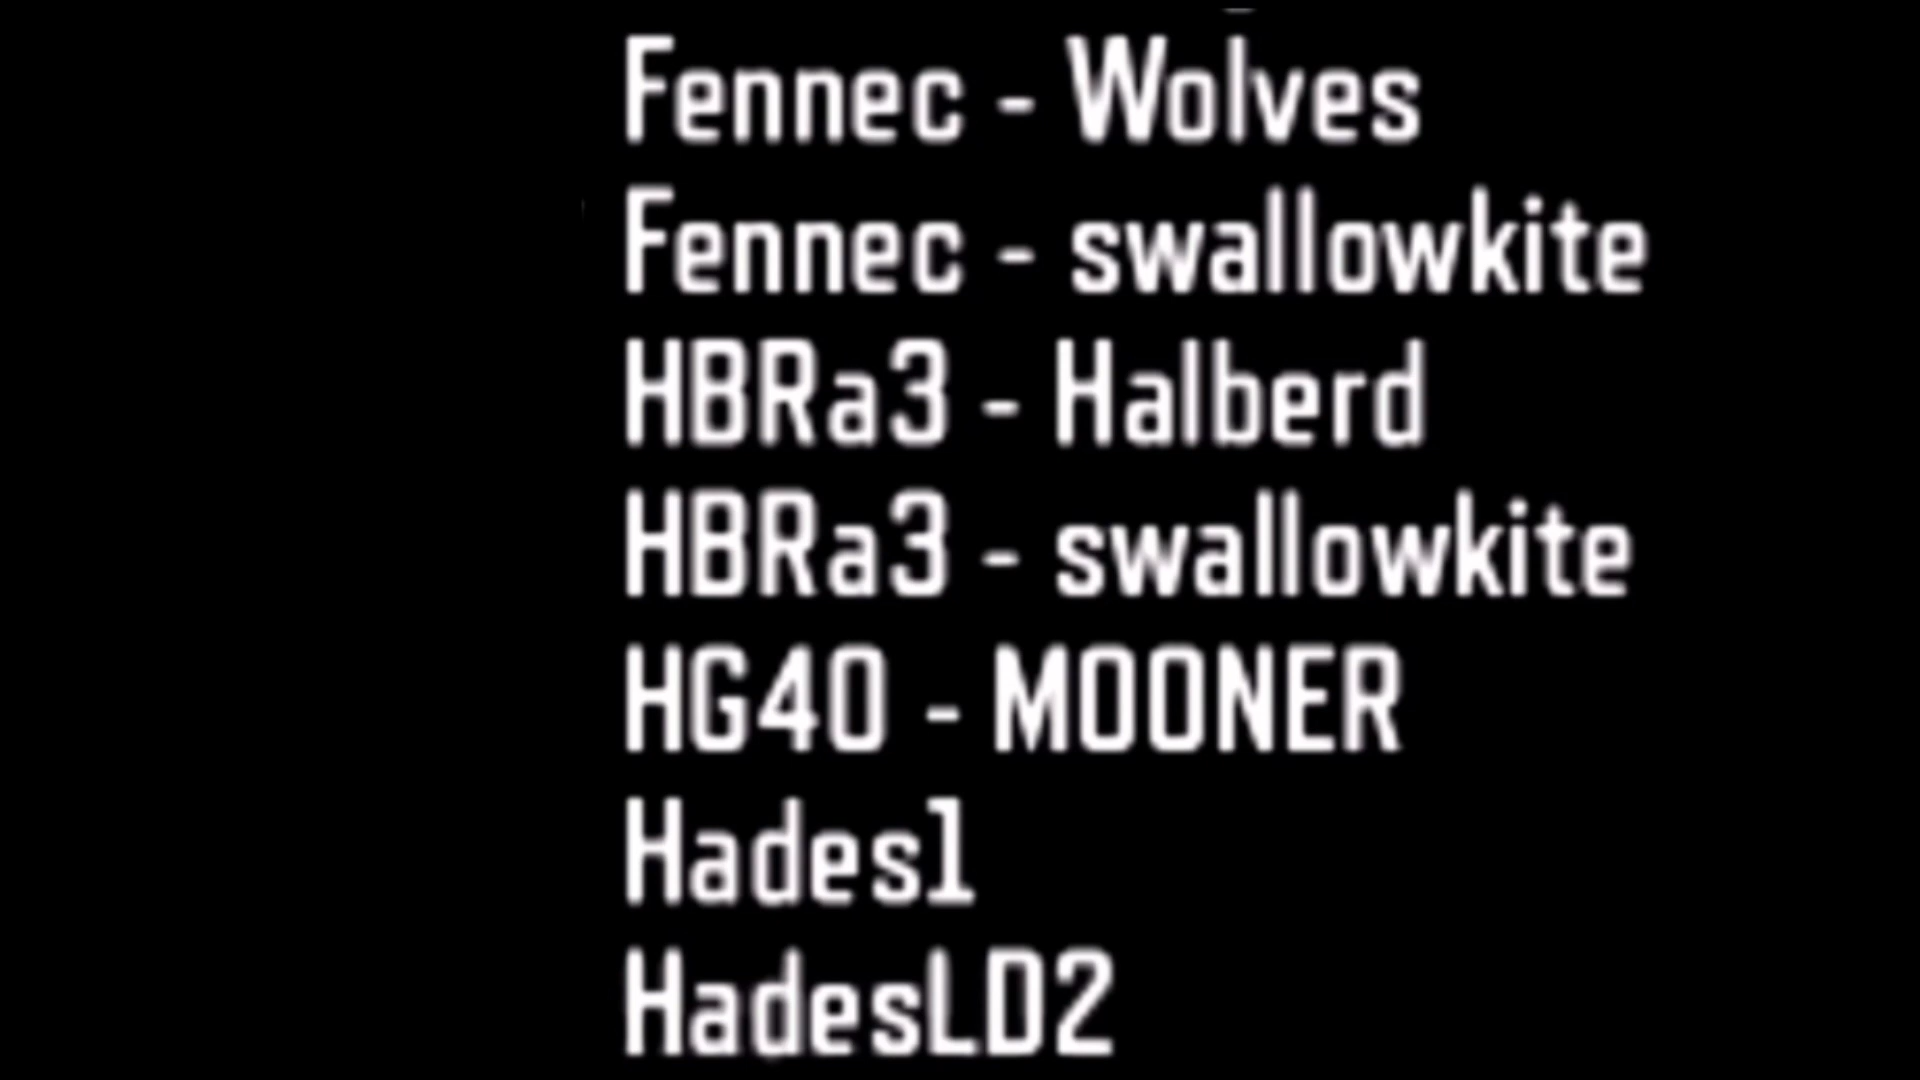 Fennec - Wolves
Fennec - swallowkite
HBRa3 - Halberd
HBRa3 - swallowkite
HG40 - MOONER
Hades1
HadesLD2